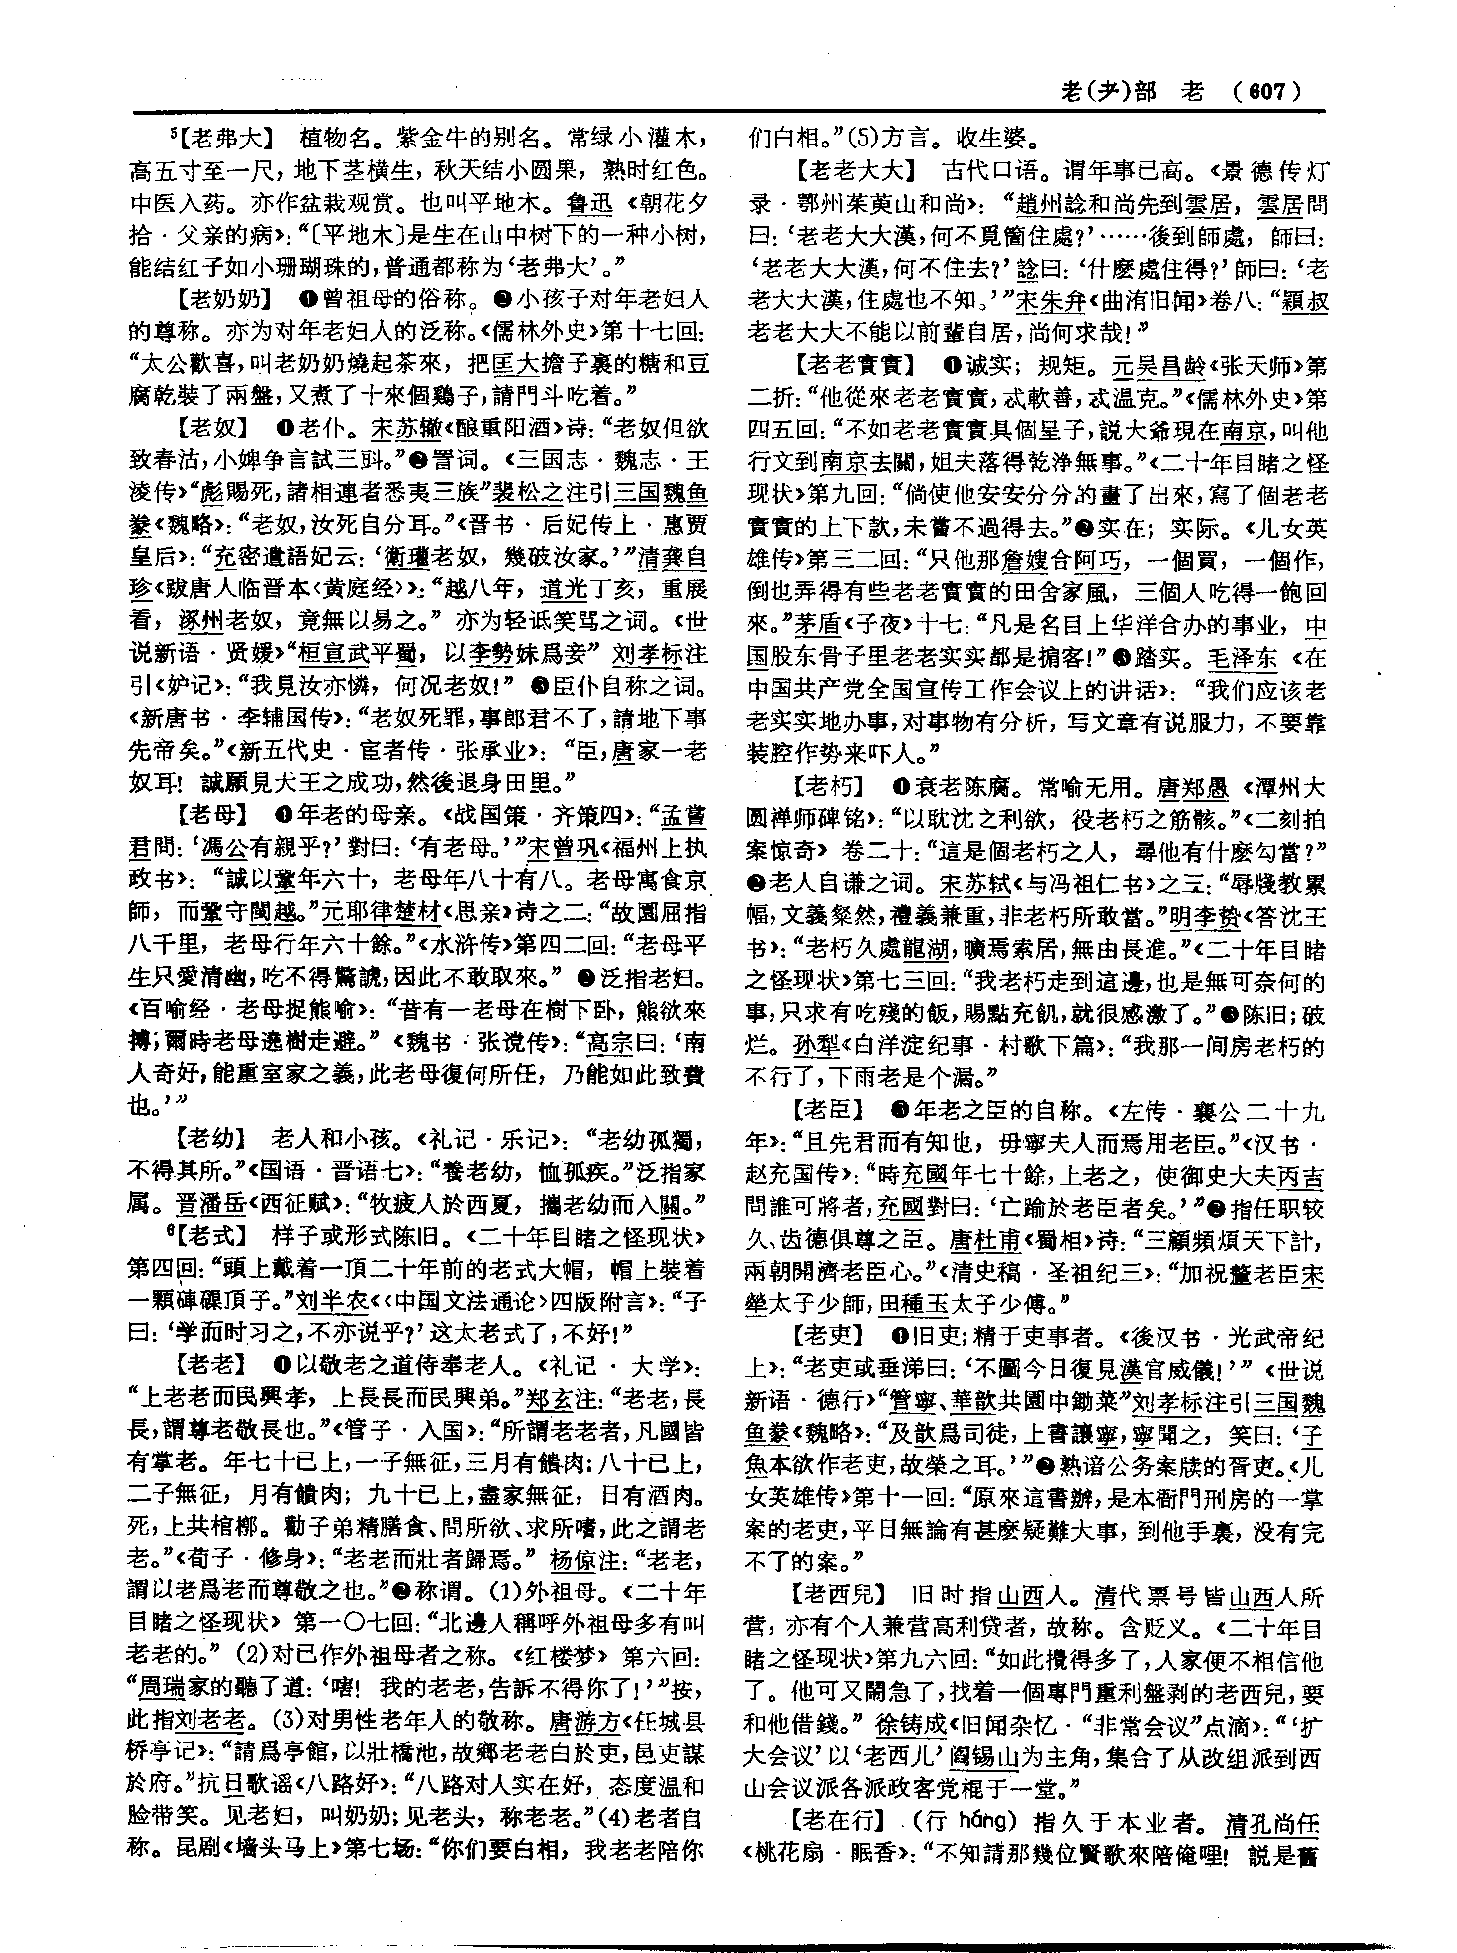 老(耂)部 老 (607)
⁵【老弗大】 植物名。紫金牛的别名。常绿小灌木，
高五寸至一尺，地下茎横生，秋天结小圆果，熟时红色。
中医入药。亦作盆栽观赏。也叫平地木。鲁迅《朝花夕
拾·父亲的病》：“〔平地木〕是生在山中树下的一种小树，
能结红子如小珊瑚珠的，普通都称为‘老弗大’。”
【老奶奶】 ❶曾祖母的俗称。❷小孩子对年老妇人
的尊称。亦为对年老妇人的泛称。《儒林外史》第十七回：
“太公歡喜，叫老奶奶燒起茶來，把匡大擔子裏的糖和豆
腐乾裝了兩盤，又煮了十來個鷄子，請門斗吃着。”
【老奴】 ❶老仆。宋苏辙《酿重阳酒》诗：“老奴但欲
致春沽，小婢争言試三㪷。”❷詈词。《三国志·魏志·王
淩传》“彪賜死，諸相連者悉夷三族”裴松之注引三国魏鱼
豢《魏略》：“老奴，汝死自分耳。”《晋书·后妃传上·惠贾
皇后》：“充密遣語妃云：‘衛瓘老奴，幾破汝家。’”清龚自
珍《跋唐人临晋本〈黄庭经〉》：“越八年，道光丁亥，重展
看，涿州老奴，竟無以易之。” 亦为轻诋笑骂之词。《世
说新语·贤媛》“桓宣武平蜀，以李勢妹爲妾” 刘孝标注
引《妒记》：“我見汝亦憐，何況老奴！” ❸臣仆自称之词。
《新唐书·李辅国传》：“老奴死罪，事郎君不了，請地下事
先帝矣。”《新五代史·宦者传·张承业》：“臣，唐家一老
奴耳！誠願見大王之成功，然後退身田里。”
【老母】 ❶年老的母亲。《战国策·齐策四》：“孟嘗
君問：‘馮公有親乎？’對曰：‘有老母。’”宋曾巩《福州上执
政书》：“誠以鞏年六十，老母年八十有八。老母寓食京
師，而鞏守閩越。”元耶律楚材《思亲》诗之二：“故園屈指
八千里，老母行年六十餘。”《水浒传》第四二回：“老母平
生只愛清幽，吃不得驚諕，因此不敢取來。” ❷泛指老妇。
《百喻经·老母捉熊喻》：“昔有一老母在樹下卧，熊欲來
搏；爾時老母遶樹走避。”《魏书·张谠传》：“高宗曰：‘南
人奇好，能重室家之義，此老母復何所任，乃能如此致費
也。’”
【老幼】 老人和小孩。《礼记·乐记》：“老幼孤獨，
不得其所。”《国语·晋语七》：“養老幼，恤孤疾。”泛指家
属。晋潘岳《西征赋》：“牧疲人於西夏，攜老幼而入關。”
⁶【老式】 样子或形式陈旧。《二十年目睹之怪现状》
第四回：“頭上戴着一頂二十年前的老式大帽，帽上裝着
一顆硨磲頂子。”刘半农《〈中国文法通论〉四版附言》：“子
曰：‘学而时习之，不亦说乎？’这太老式了，不好！”
【老老】 ❶以敬老之道侍奉老人。《礼记·大学》：
“上老老而民興孝，上長長而民興弟。”郑玄注：“老老，長
長，謂尊老敬長也。”《管子·入国》：“所謂老老者，凡國皆
有掌老。年七十已上，一子無征，三月有饋肉；八十已上，
二子無征，月有饋肉；九十已上，盡家無征，日有酒肉。
死，上共棺槨。勸子弟精膳食、問所欲、求所嗜，此之謂老
老。”《荀子·修身》：“老老而壯者歸焉。” 杨倞注：“老老，
謂以老爲老而尊敬之也。”❷称谓。(1)外祖母。《二十年
目睹之怪现状》第一〇七回：“北邊人稱呼外祖母多有叫
老老的。” (2)对已作外祖母者之称。《红楼梦》第六回：
“周瑞家的聽了道：‘嗐！我的老老，告訴不得你了！’”按，
此指刘老老。(3)对男性老年人的敬称。唐游方《任城县
桥亭记》：“請爲亭館，以壯橋池，故鄉老老白於吏，邑吏謀
於府。”抗日歌谣《八路好》：“八路对人实在好，态度温和
脸带笑。见老妇，叫奶奶；见老头，称老老。”(4)老者自
称。昆剧《墙头马上》第七场：“你们要白相，我老老陪你
们白相。”(5)方言。收生婆。
【老老大大】 古代口语。谓年事已高。《景德传灯
录·鄂州茱萸山和尚》：“趙州諗和尚先到雲居，雲居問
曰：‘老老大大漢，何不覓箇住處？’……後到師處，師曰：
‘老老大大漢，何不住去？’諗曰：‘什麽處住得？’師曰：‘老
老大大漢，住處也不知。’”宋朱弁《曲洧旧闻》卷八：“穎叔
老老大大不能以前輩自居，尚何求哉！”
【老老實實】 ❶诚实；规矩。元吴昌龄《张天师》第
二折：“他從來老老實實，忒軟善，忒温克。”《儒林外史》第
四五回：“不如老老實實具個呈子，說大爺現在南京，叫他
行文到南京去關，姐夫落得乾淨無事。”《二十年目睹之怪
现状》第九回：“倘使他安安分分的畫了出來，寫了個老老
實實的上下款，未嘗不過得去。”❷实在；实际。《儿女英
雄传》第三二回：“只他那詹嫂合阿巧，一個買，一個作，
倒也弄得有些老老實實的田舍家風，三個人吃得一飽回
來。”茅盾《子夜》十七：“凡是名目上华洋合办的事业，中
国股东骨子里老老实实都是掮客！”❸踏实。毛泽东《在
中国共产党全国宣传工作会议上的讲话》：“我们应该老
老实实地办事，对事物有分析，写文章有说服力，不要靠
装腔作势来吓人。”
【老朽】 ❶衰老陈腐。常喻无用。唐郑愚《潭州大
圆禅师碑铭》：“以耽沈之利欲，役老朽之筋骸。”《二刻拍
案惊奇》卷二十：“這是個老朽之人，尋他有什麽勾當？”
❷老人自谦之词。宋苏轼《与冯祖仁书》之三：“辱牋教累
幅，文義粲然，禮義兼重，非老朽所敢當。”明李贽《答沈王
书》：“老朽久處龍湖，曠焉索居，無由長進。”《二十年目睹
之怪现状》第七三回：“我老朽走到這邊，也是無可奈何的
事，只求有吃殘的飯，賜點充飢，就很感激了。”❸陈旧；破
烂。孙犁《白洋淀纪事·村歌下篇》：“我那一间房老朽的
不行了，下雨老是个漏。”
【老臣】 ❶年老之臣的自称。《左传·襄公二十九
年》：“且先君而有知也，毋寧夫人而焉用老臣。”《汉书·
赵充国传》：“時充國年七十餘，上老之，使御史大夫丙吉
問誰可將者，充國對曰：‘亡踰於老臣者矣。’”❷指任职较
久、齿德俱尊之臣。唐杜甫《蜀相》诗：“三顧頻煩天下計，
兩朝開濟老臣心。”《清史稿·圣祖纪三》：“加祝釐老臣宋
犖太子少師，田種玉太子少傅。”
【老吏】 ❶旧吏；精于吏事者。《後汉书·光武帝纪
上》：“老吏或垂涕曰：‘不圖今日復見漢官威儀！’”《世说
新语·德行》“管寧、華歆共園中鋤菜”刘孝标注引三国魏
鱼豢《魏略》：“及歆爲司徒，上書讓寧，寧聞之，笑曰：‘子
魚本欲作老吏，故榮之耳。’”❷熟谙公务案牍的胥吏。《儿
女英雄传》第十一回：“原來這書辦，是本衙門刑房的一掌
案的老吏，平日無論有甚麽疑難大事，到他手裏，没有完
不了的案。”
【老西兒】 旧时指山西人。清代票号皆山西人所
营，亦有个人兼营高利贷者，故称。含贬义。《二十年目
睹之怪现状》第九六回：“如此攪得多了，人家便不相信他
了。他可又鬧急了，找着一個專門重利盤剥的老西兒，要
和他借錢。” 徐铸成《旧闻杂忆·“非常会议”点滴》：“‘扩
大会议’以‘老西儿’阎锡山为主角，集合了从改组派到西
山会议派各派政客党棍于一堂。”
【老在行】 (行 háng) 指久于本业者。清孔尚任
《桃花扇·眠香》：“不知請那幾位賢歌來陪俺哩！説是舊